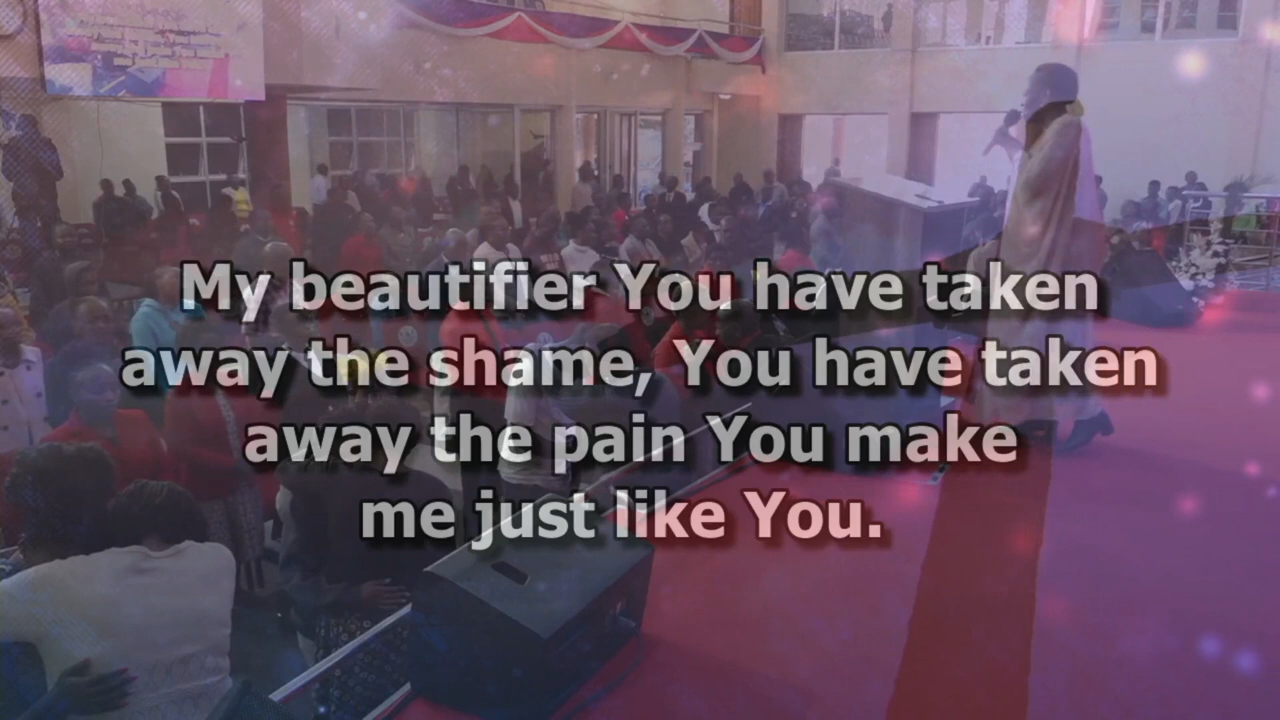 My beautifier You have taken
away the shame, You have taken
away the pain You make
me just like You.